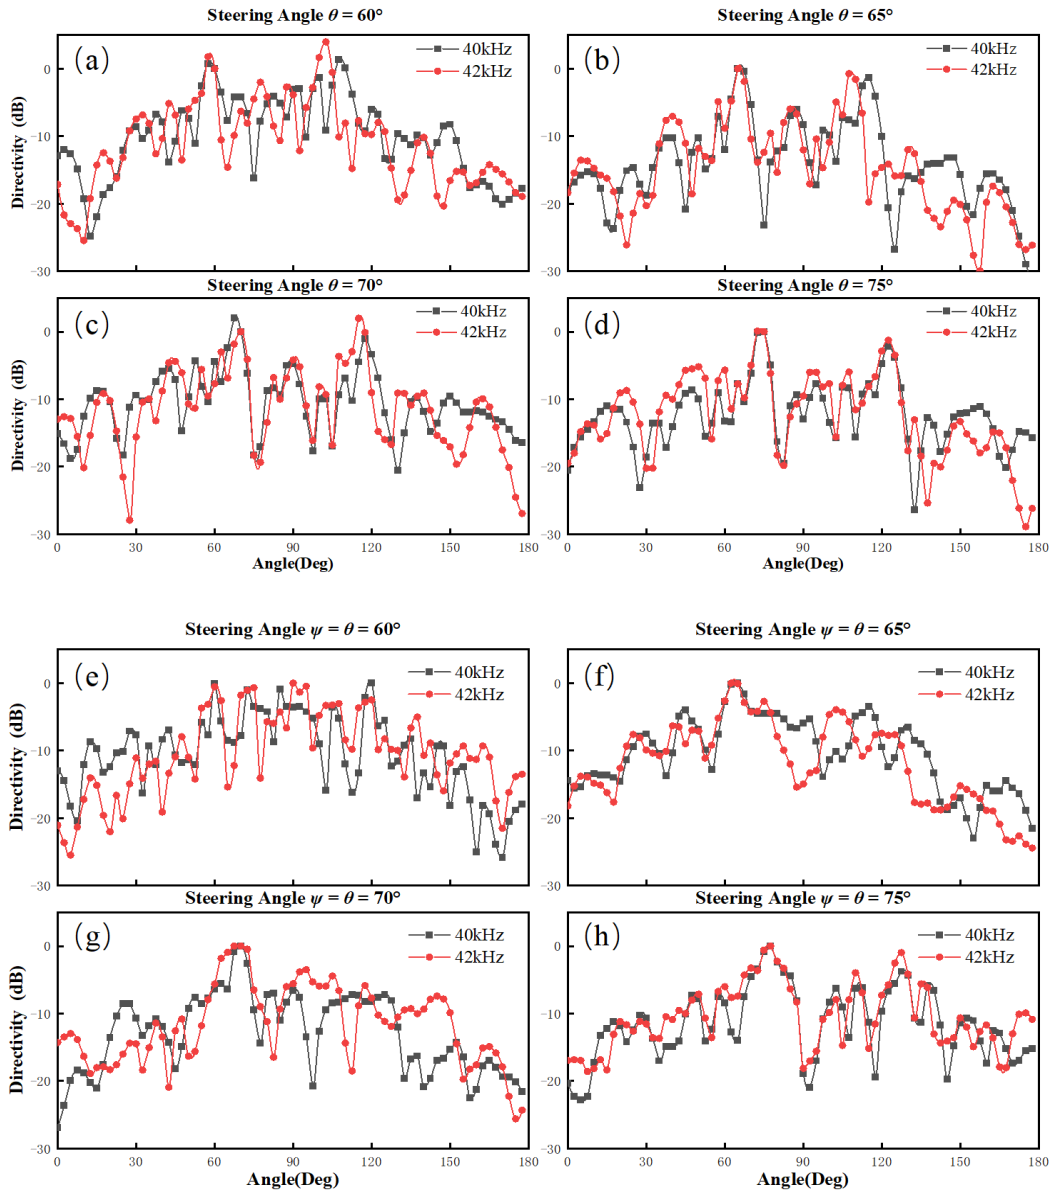 Steering Angle θ = 60°
Steering Angle θ = 65°
(a)
40kHz
42kHz
(b)
40kHz
42kHz
0
−10
−20
−30
0
−10
−20
−30
Directivity (dB)
Steering Angle θ = 70°
Steering Angle θ = 75°
(c)
40kHz
42kHz
(d)
40kHz
42kHz
0
−10
−20
−30
0
−10
−20
−30
Directivity (dB)
0 30 60 90 120 150 180
0 30 60 90 120 150 180
Angle(Deg)
Angle(Deg)
Steering Angle ψ = θ = 60°
Steering Angle ψ = θ = 65°
(e)
40kHz
42kHz
(f)
40kHz
42kHz
0
−10
−20
−30
0
−10
−20
−30
Directivity (dB)
Steering Angle ψ = θ = 70°
Steering Angle ψ = θ = 75°
(g)
40kHz
42kHz
(h)
40kHz
42kHz
0
−10
−20
−30
0
−10
−20
−30
Directivity (dB)
0 30 60 90 120 150 180
0 30 60 90 120 150 180
Angle(Deg)
Angle(Deg)